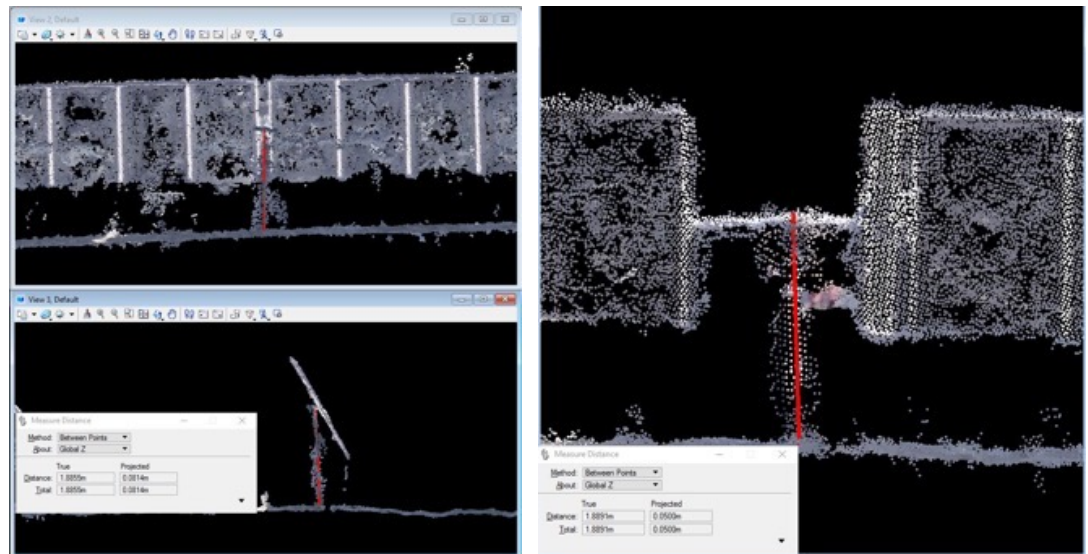 View 2, Default
View 3, Default
Measure Distance
Method: Between Points
About: Global Z
True Projected
Distance: 1.8855m 0.0814m
Total: 1.8855m 0.0814m
Measure Distance
Method: Between Points
About: Global Z
True Projected
Distance: 1.8891m 0.0500m
Total: 1.8891m 0.0500m